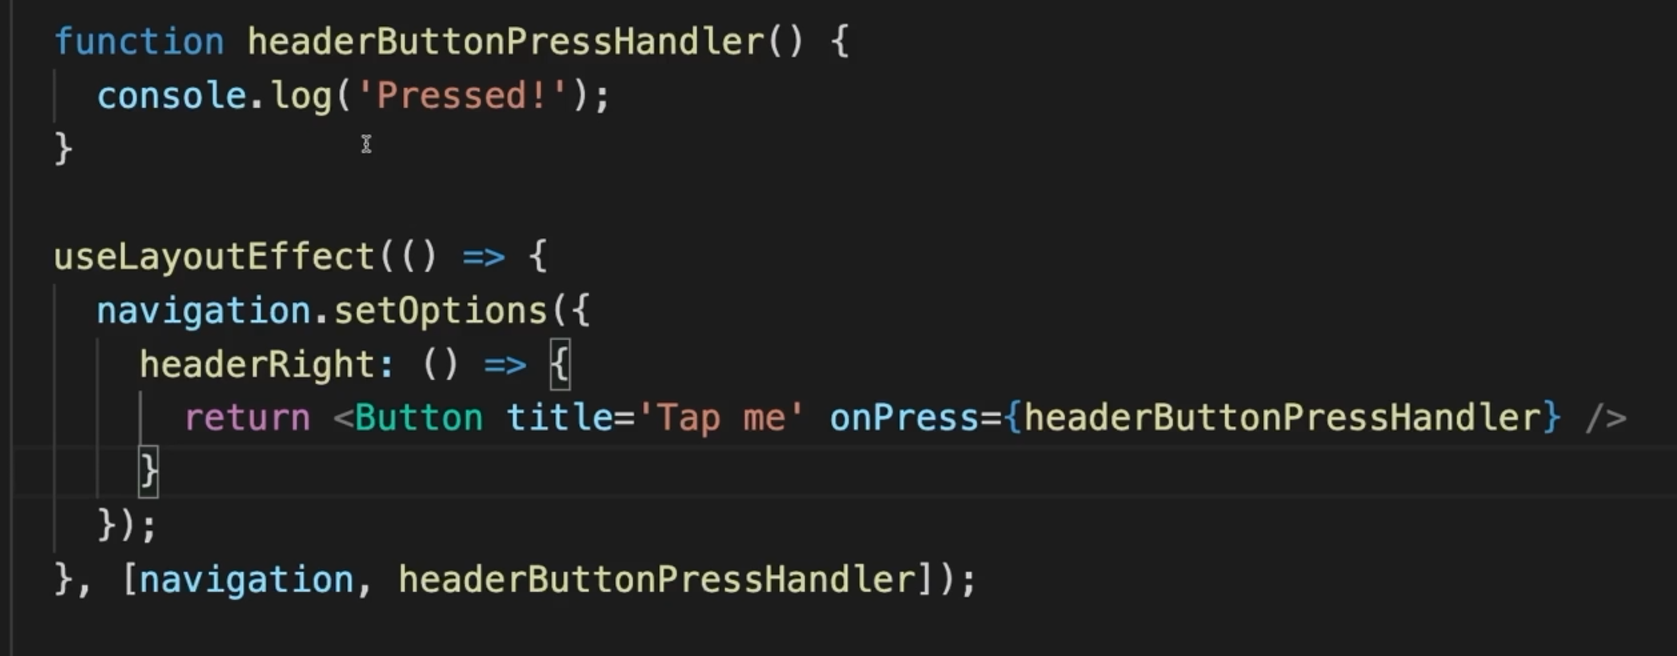 function headerButtonPressHandler() {
  console.log('Pressed!');
}

useLayoutEffect(() => {
  navigation.setOptions({
    headerRight: () => {
      return <Button title='Tap me' onPress={headerButtonPressHandler} />
    }
  });
}, [navigation, headerButtonPressHandler]);